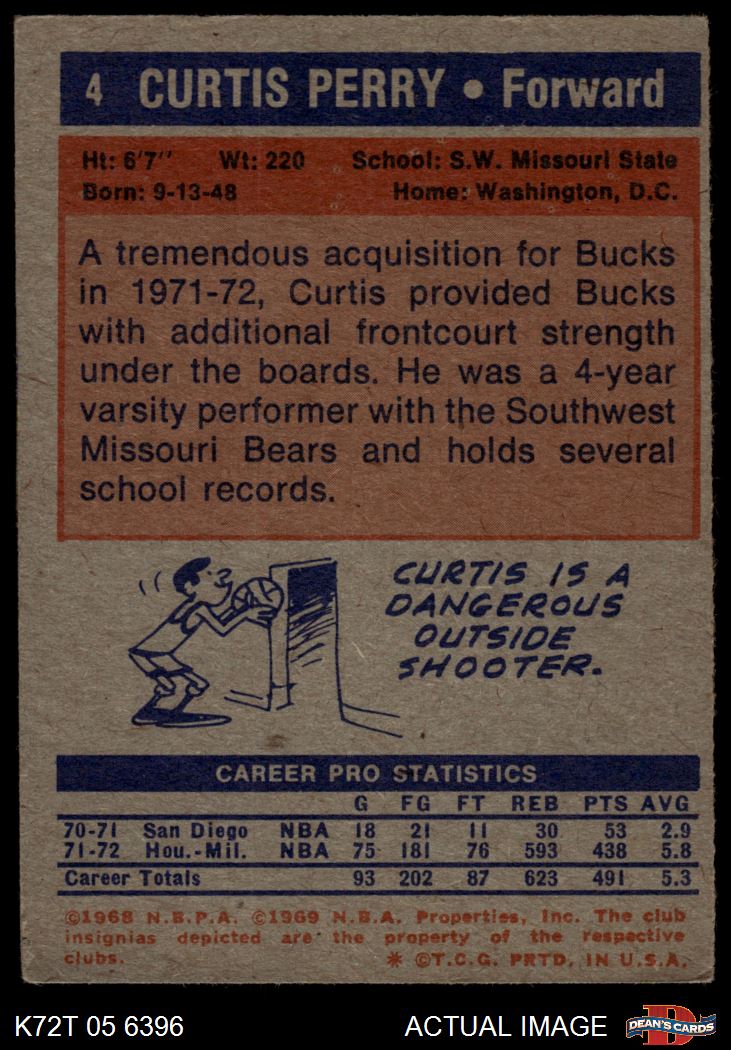 4 CURTIS PERRY • Forward
Ht: 6'7" Wt: 220 School: S.W. Missouri State
Born: 9-13-48 Home: Washington, D.C.
A tremendous acquisition for Bucks
in 1971-72, Curtis provided Bucks
with additional frontcourt strength
under the boards. He was a 4-year
varsity performer with the Southwest
Missouri Bears and holds several
school records.
CURTIS IS A
DANGEROUS
OUTSIDE
SHOOTER.
CAREER PRO STATISTICS
G FG FT REB PTS AVG
70-71 San Diego NBA 18 21 11 30 53 2.9
71-72 Hou.-Mil. NBA 75 181 76 593 438 5.8
Career Totals 93 202 87 623 491 5.3
©1968 N.B.P.A. ©1969 N.B.A. Properties, Inc. The club
insignias depicted are the property of the respective
clubs. * ©T.C.G. PRTD. IN U.S.A.
K72T 05 6396 ACTUAL IMAGE D DEAN'S CARDS